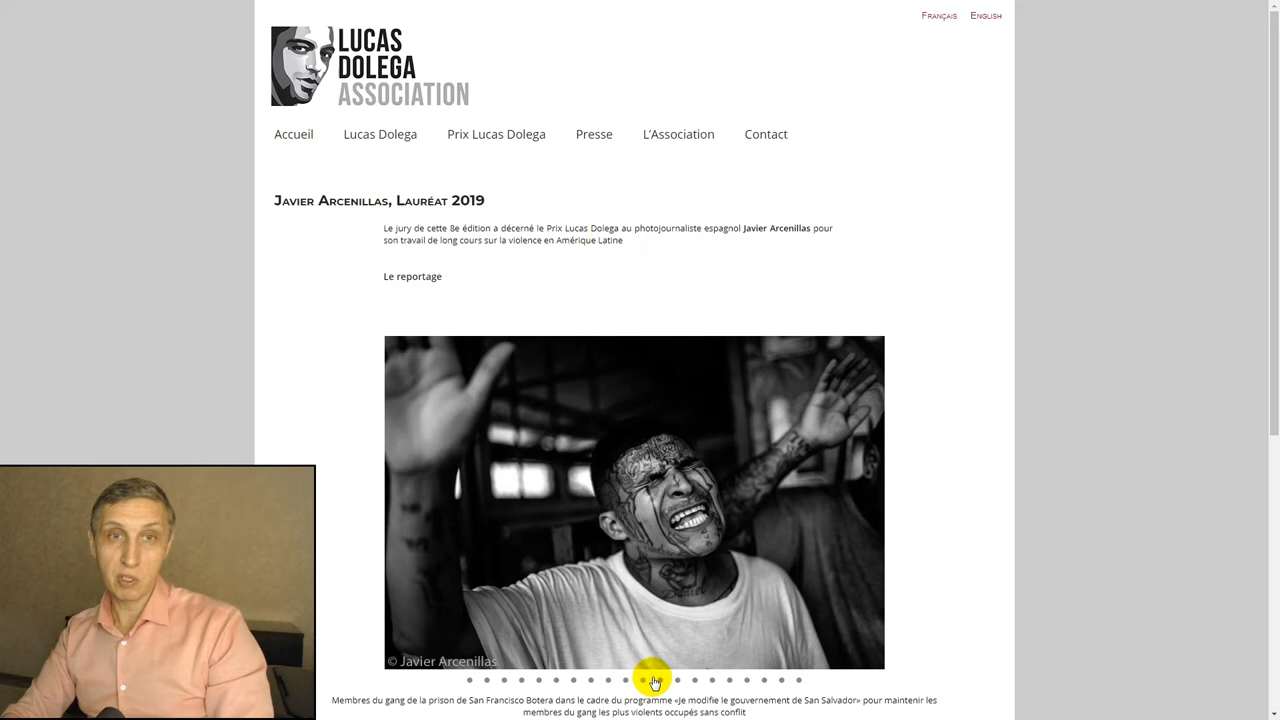 Français English
LUCAS
DOLEGA
ASSOCIATION
Accueil Lucas Dolega Prix Lucas Dolega Presse L'Association Contact
Javier Arcenillas, Lauréat 2019
Le jury de cette 8e édition a décerné le Prix Lucas Dolega au photojournaliste espagnol Javier Arcenillas pour
son travail de long cours sur la violence en Amérique Latine
Le reportage
© Javier Arcenillas
Membres du gang de la prison de San Francisco Botera dans le cadre du programme «Je modifie le gouvernement de San Salvador» pour maintenir les
membres du gang les plus violents occupés sans conflit